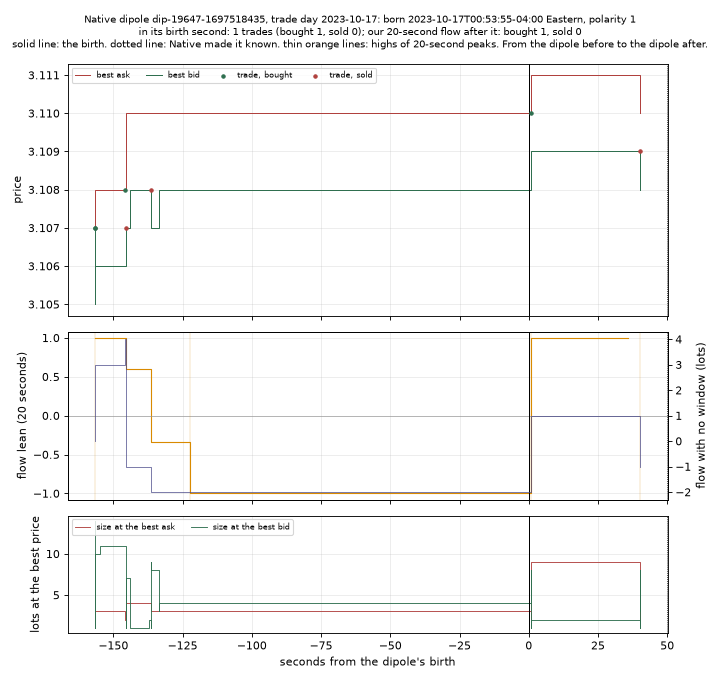 Native dipole dip-19647-1697518435, trade day 2023-10-17: born 2023-10-17T00:53:55-04:00 Eastern, polarity 1
in its birth second: 1 trades (bought 1, sold 0); our 20-second flow after it: bought 1, sold 0
solid line: the birth. dotted line: Native made it known. thin orange lines: highs of 20-second peaks. From the dipole before to the dipole after.
best ask best bid trade, bought trade, sold
price
3.111
3.110
3.109
3.108
3.107
3.106
3.105
flow lean (20 seconds)
1.0
0.5
0.0
−0.5
−1.0
4
3
2
1
0
−1
−2
flow with no window (lots)
size at the best ask size at the best bid
lots at the best price
10
5
−150 −125 −100 −75 −50 −25 0 25 50
seconds from the dipole's birth